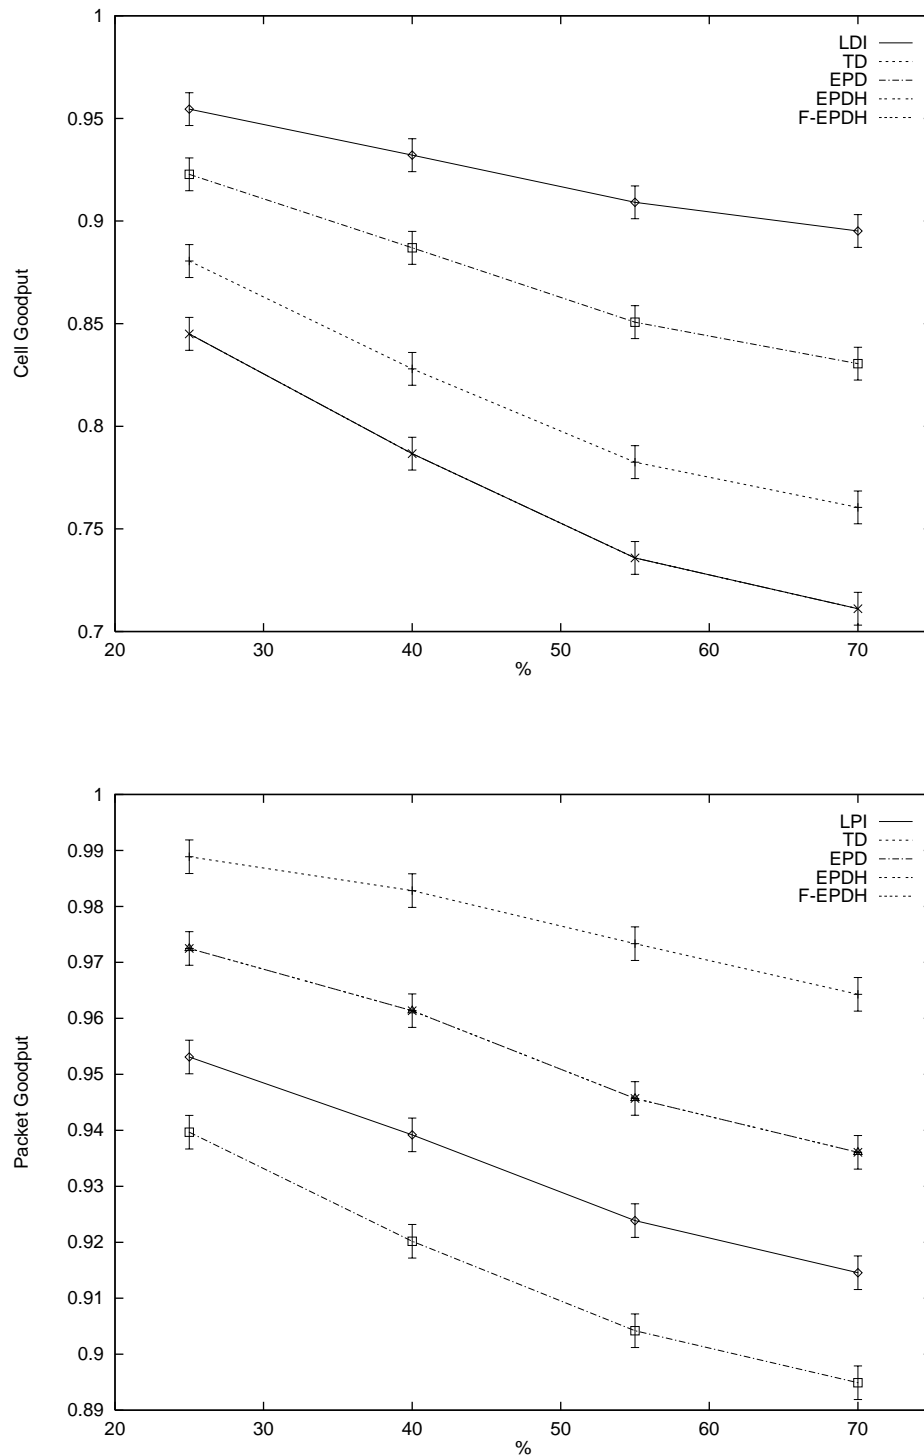 1
0.95
0.9
0.85
0.8
0.75
0.7
Cell Goodput
LDI
TD
EPD
EPDH
F-EPDH
20 30 40 50 60 70
%
1
0.99
0.98
0.97
0.96
0.95
0.94
0.93
0.92
0.91
0.9
0.89
Packet Goodput
LPI
TD
EPD
EPDH
F-EPDH
20 30 40 50 60 70
%